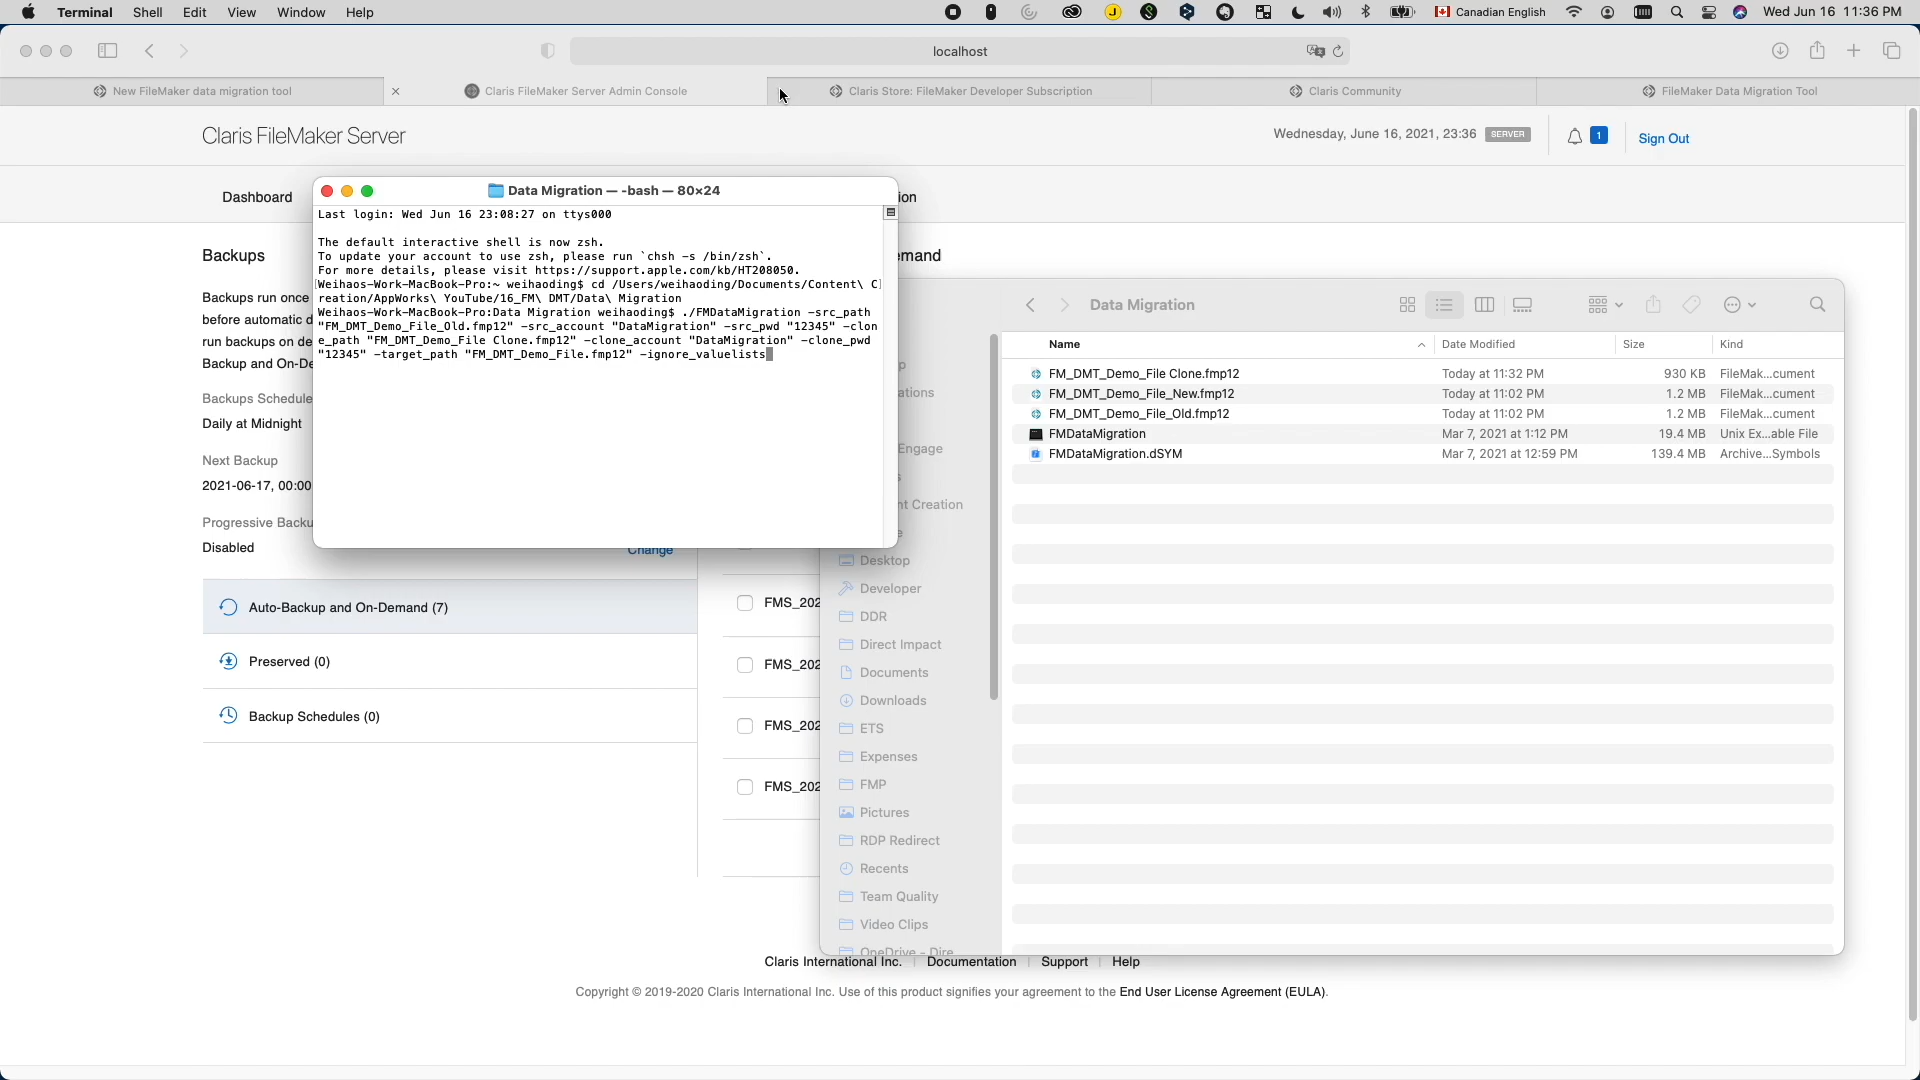 Terminal Shell Edit View Window Help Canadian English Wed Jun 16 11:36 PM
localhost
New FileMaker data migration tool
Claris FileMaker Server Admin Console
Claris Store: FileMaker Developer Subscription
Claris Community
FileMaker Data Migration Tool
Claris FileMaker Server
Wednesday, June 16, 2021, 23:36 SERVER
1
Sign Out
Dashboard
ion
Data Migration — -bash — 80×24
Last login: Wed Jun 16 23:08:27 on ttys000
The default interactive shell is now zsh.
To update your account to use zsh, please run `chsh -s /bin/zsh`.
For more details, please visit https://support.apple.com/kb/HT208050.
[Weihaos-Work-MacBook-Pro:~ weihaoding$ cd /Users/weihaoding/Documents/Content\ C]
reation/AppWorks\ YouTube/16_FM\ DMT/Data\ Migration
Weihaos-Work-MacBook-Pro:Data Migration weihaoding$ ./FMDataMigration -src_path
"FM_DMT_Demo_File_Old.fmp12" -src_account "DataMigration" -src_pwd "12345" -clon
e_path "FM_DMT_Demo_File Clone.fmp12" -clone_account "DataMigration" -clone_pwd
"12345" -target_path "FM_DMT_Demo_File.fmp12" -ignore_valuelists
Backups
emand
Backups run once
before automatic d
run backups on de
Backup and On-De
Backups Schedule
Daily at Midnight
Next Backup
2021-06-17, 00:00
Progressive Backu
Disabled
Change
Auto-Backup and On-Demand (7)
Preserved (0)
Backup Schedules (0)
FMS_202
FMS_202
FMS_202
FMS_202
Data Migration
p
ations
Engage
s
nt Creation
e
Desktop
Developer
DDR
Direct Impact
Documents
Downloads
ETS
Expenses
FMP
Pictures
RDP Redirect
Recents
Team Quality
Video Clips
OneDrive - Dire
Name Date Modified Size Kind
FM_DMT_Demo_File Clone.fmp12 Today at 11:32 PM 930 KB FileMak...cument
FM_DMT_Demo_File_New.fmp12 Today at 11:02 PM 1.2 MB FileMak...cument
FM_DMT_Demo_File_Old.fmp12 Today at 11:02 PM 1.2 MB FileMak...cument
FMDataMigration Mar 7, 2021 at 1:12 PM 19.4 MB Unix Ex...able File
FMDataMigration.dSYM Mar 7, 2021 at 12:59 PM 139.4 MB Archive...Symbols
Claris International Inc. Documentation Support Help
Copyright © 2019-2020 Claris International Inc. Use of this product signifies your agreement to the End User License Agreement (EULA).